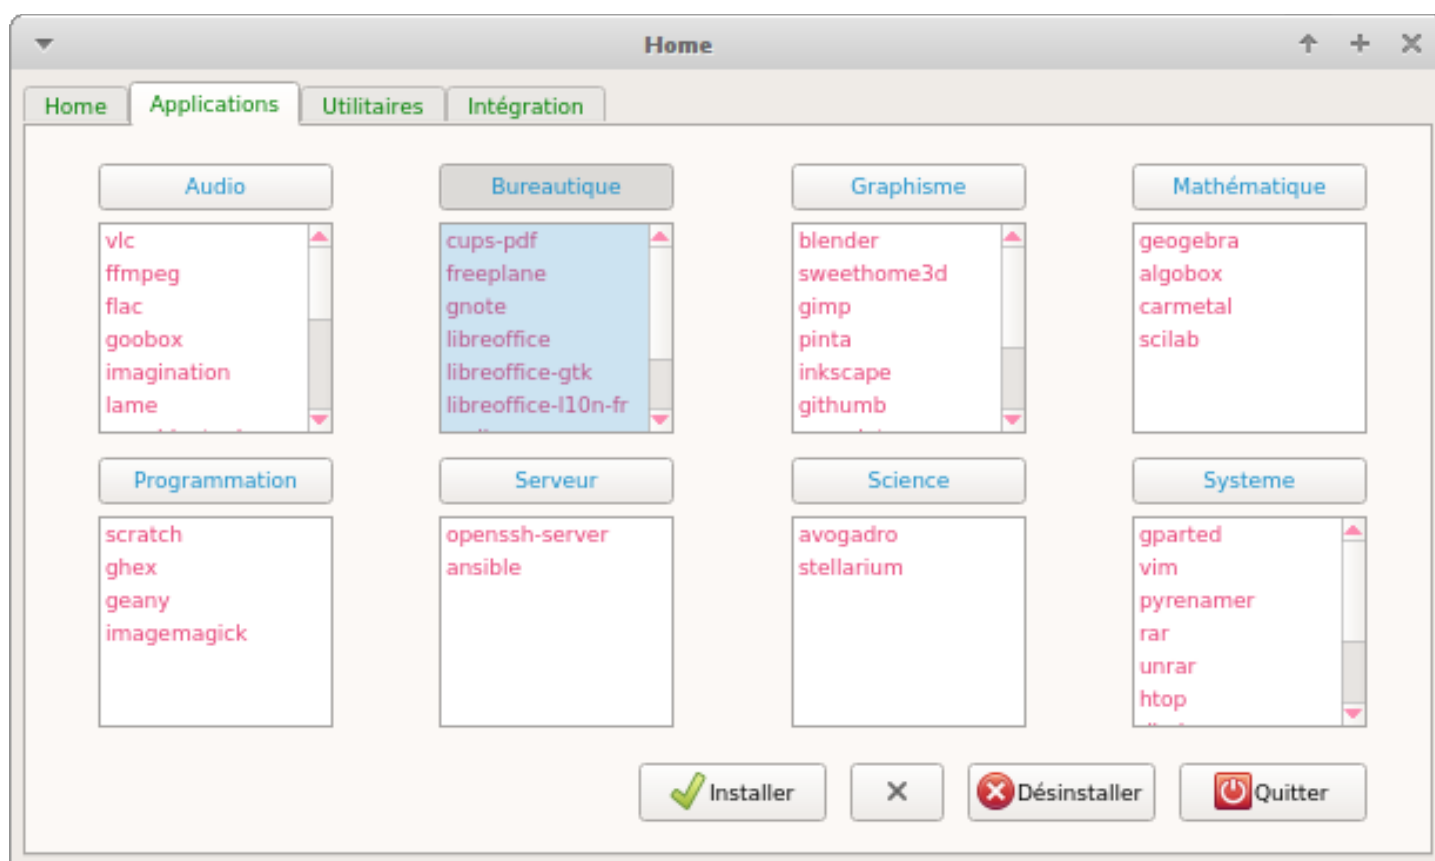 Home
Home
Applications
Utilitaires
Intégration
Audio
Bureautique
Graphisme
Mathématique
vlc
ffmpeg
flac
goobox
imagination
lame
cups-pdf
freeplane
gnote
libreoffice
libreoffice-gtk
libreoffice-l10n-fr
blender
sweethome3d
gimp
pinta
inkscape
githumb
geogebra
algobox
carmetal
scilab
Programmation
Serveur
Science
Systeme
scratch
ghex
geany
imagemagick
openssh-server
ansible
avogadro
stellarium
gparted
vim
pyrenamer
rar
unrar
htop
Installer
Désinstaller
Quitter